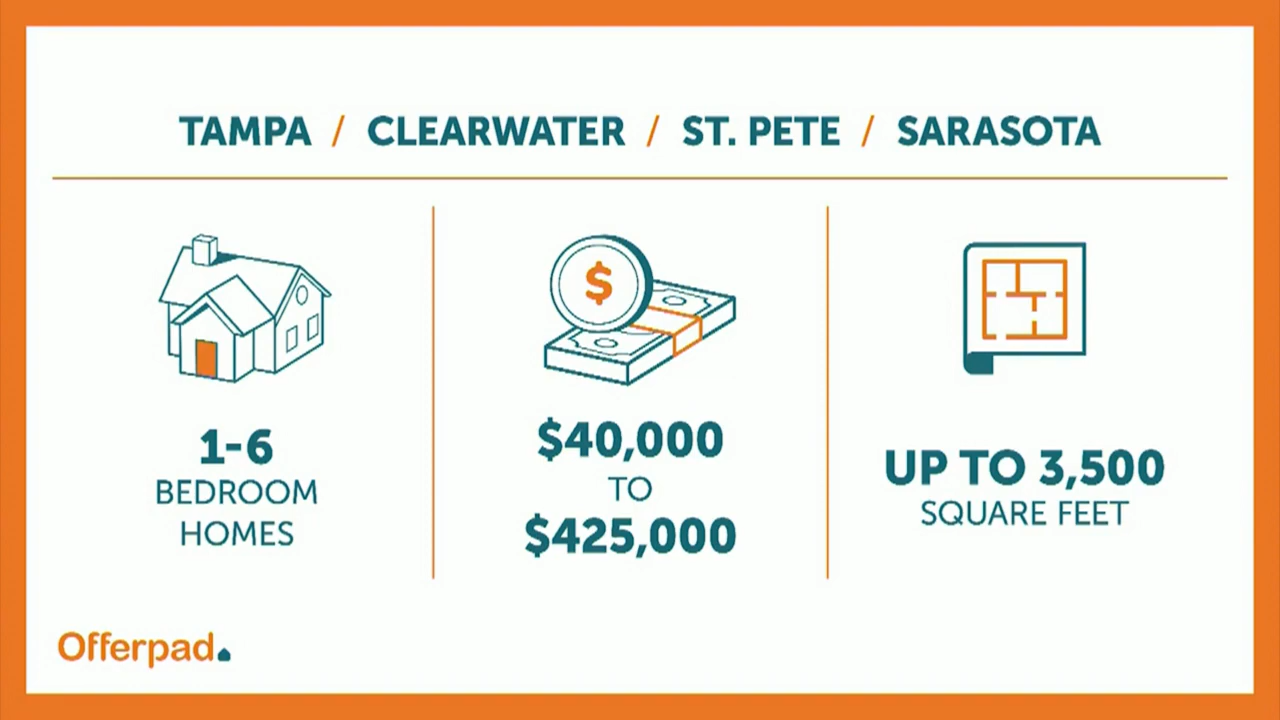 TAMPA / CLEARWATER / ST. PETE / SARASOTA
1-6
BEDROOM
HOMES
$
$40,000
TO
$425,000
UP TO 3,500
SQUARE FEET
Offerpad.